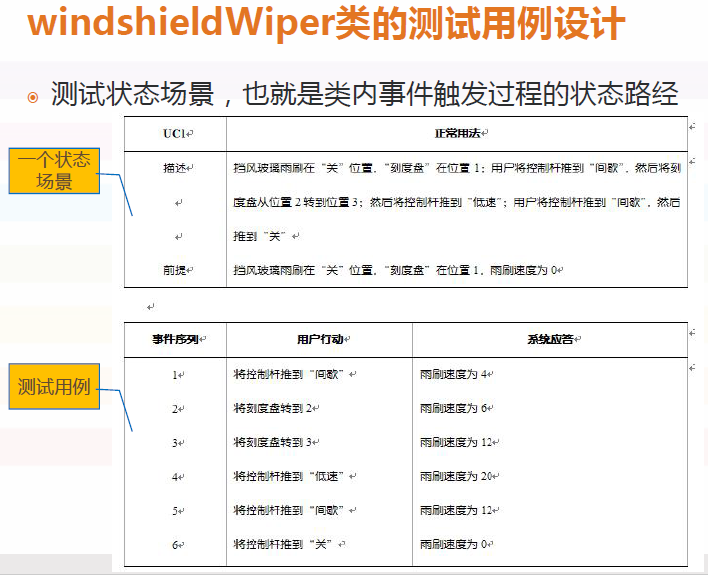 windshieldWiper类的测试用例设计
测试状态场景，也就是类内事件触发过程的状态路经
一个状态
场景
UC1 正常用法
描述 挡风玻璃雨刷在“关”位置，“刻度盘”在位置1；用户将控制杆推到“间歇”，然后将刻
度盘从位置2转到位置3；然后将控制杆推到“低速”；用户将控制杆推到“间歇”，然后
推到“关”
前提 挡风玻璃雨刷在“关”位置，“刻度盘”在位置1，雨刷速度为0
测试用例
事件序列 用户行动 系统应答
1 将控制杆推到“间歇” 雨刷速度为4
2 将刻度盘转到2 雨刷速度为6
3 将刻度盘转到3 雨刷速度为12
4 将控制杆推到“低速” 雨刷速度为20
5 将控制杆推到“间歇” 雨刷速度为12
6 将控制杆推到“关” 雨刷速度为0